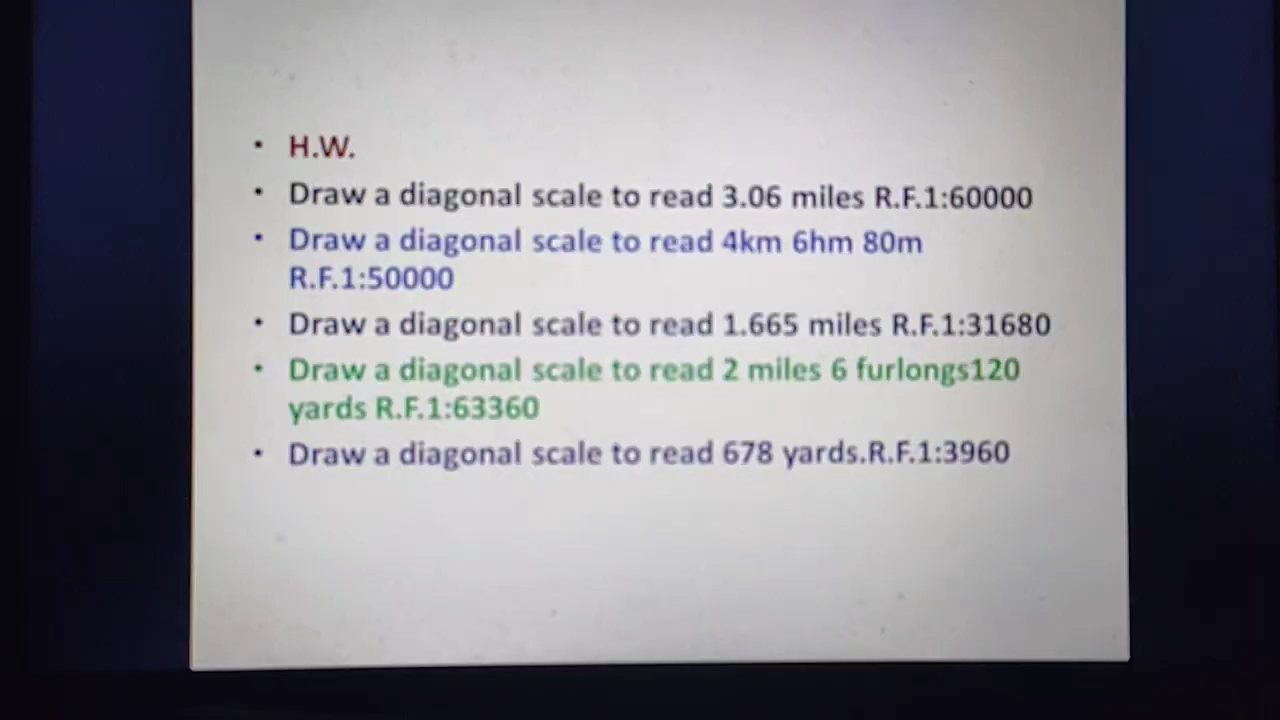 • H.W.
• Draw a diagonal scale to read 3.06 miles R.F.1:60000
• Draw a diagonal scale to read 4km 6hm 80m
R.F.1:50000
• Draw a diagonal scale to read 1.665 miles R.F.1:31680
• Draw a diagonal scale to read 2 miles 6 furlongs120
yards R.F.1:63360
• Draw a diagonal scale to read 678 yards.R.F.1:3960